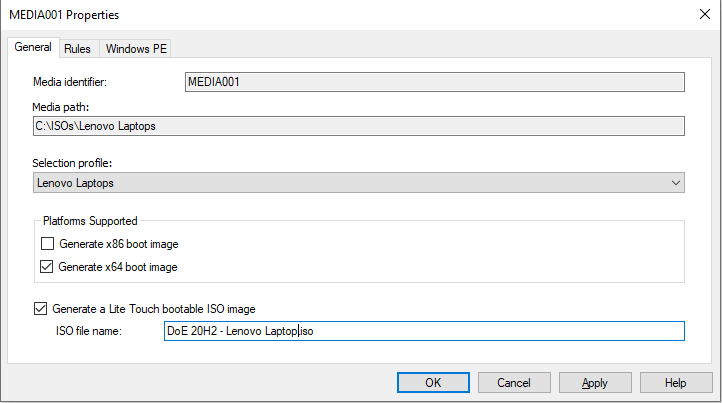 MEDIA001 Properties
General Rules Windows PE
Media identifier: MEDIA001
Media path:
C:\ISOs\Lenovo Laptops
Selection profile:
Lenovo Laptops
Platforms Supported
Generate x86 boot image
Generate x64 boot image
Generate a Lite Touch bootable ISO image
ISO file name: DoE 20H2 - Lenovo Laptop.iso
OK Cancel Apply Help